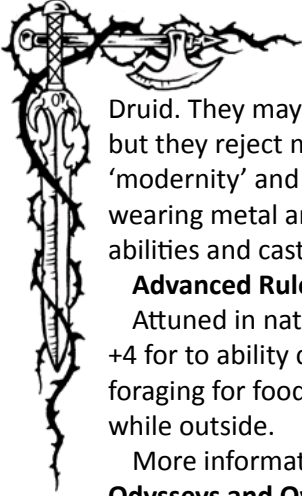 Druid. They may
but they reject m
‘modernity’ and
wearing metal ar
abilities and cast
Advanced Rule
Attuned in nat
+4 for to ability c
foraging for food
while outside.
More informat
Odysseys and Ov